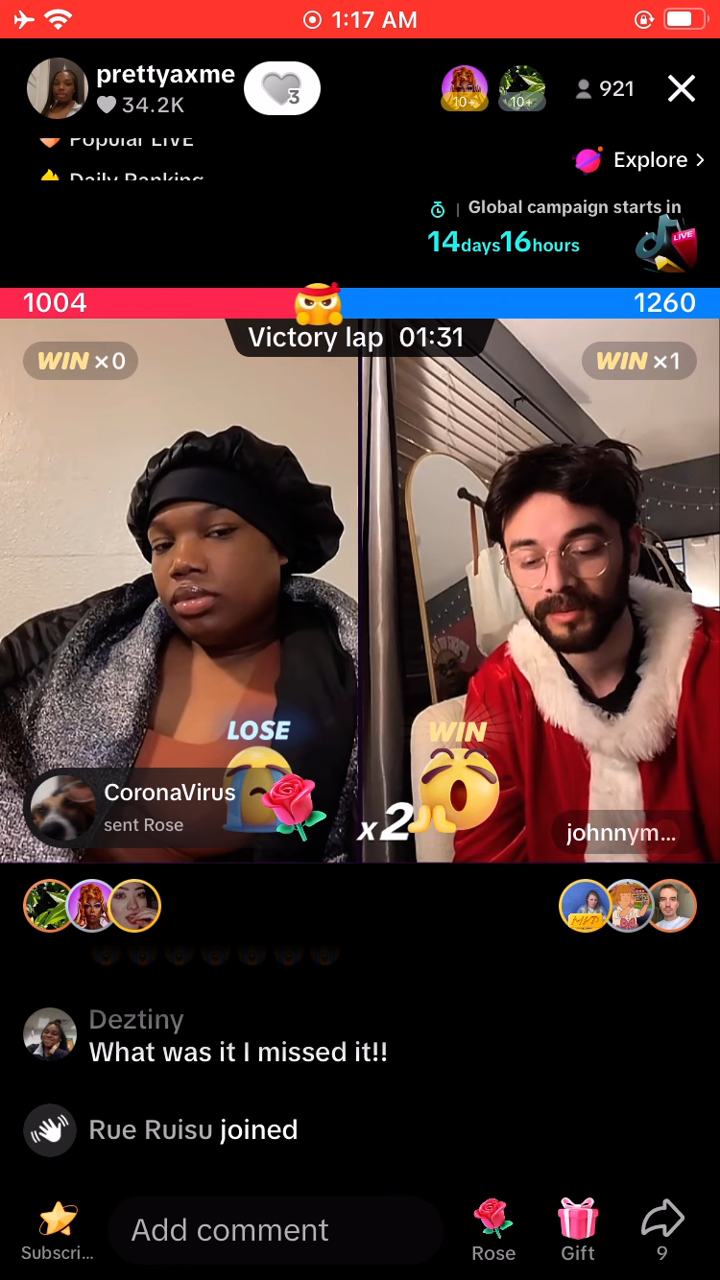 1:17 AM
prettyaxme
34.2K
3
10+
10+
921
Popular LIVE
Daily Ranking
Explore >
Global campaign starts in
14days16hours
LIVE
1004
1260
Victory lap 01:31
WIN x0
WIN x1
LOSE
WIN
CoronaVirus
sent Rose
x2
johnnym...
Deztiny
What was it I missed it!!
Rue Ruisu joined
Subscri...
Add comment
Rose
Gift
9